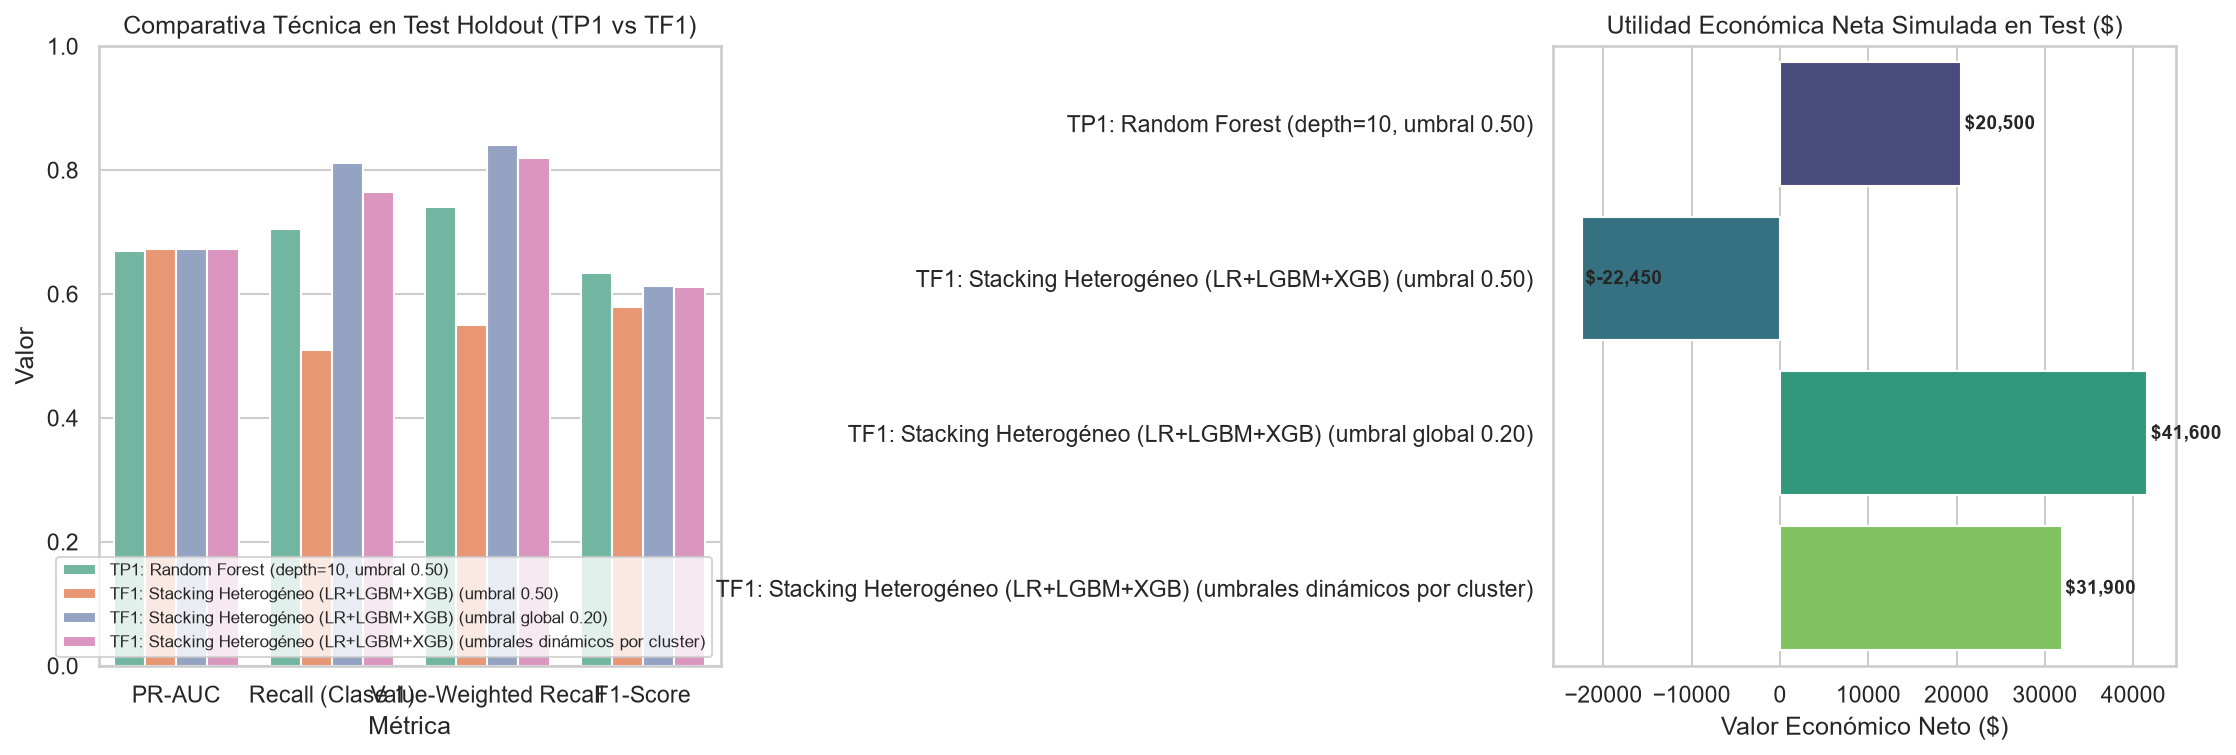 Comparativa Técnica en Test Holdout (TP1 vs TF1)
Valor
1.0
0.8
0.6
0.4
0.2
0.0
TP1: Random Forest (depth=10, umbral 0.50)
TF1: Stacking Heterogéneo (LR+LGBM+XGB) (umbral 0.50)
TF1: Stacking Heterogéneo (LR+LGBM+XGB) (umbral global 0.20)
TF1: Stacking Heterogéneo (LR+LGBM+XGB) (umbrales dinámicos por cluster)
PR-AUC
Recall (Clase 1)
Value-Weighted Recall
F1-Score
Métrica
Utilidad Económica Neta Simulada en Test ($)
TP1: Random Forest (depth=10, umbral 0.50)
$20,500
TF1: Stacking Heterogéneo (LR+LGBM+XGB) (umbral 0.50)
$-22,450
TF1: Stacking Heterogéneo (LR+LGBM+XGB) (umbral global 0.20)
$41,600
TF1: Stacking Heterogéneo (LR+LGBM+XGB) (umbrales dinámicos por cluster)
$31,900
−20000 −10000 0 10000 20000 30000 40000
Valor Económico Neto ($)